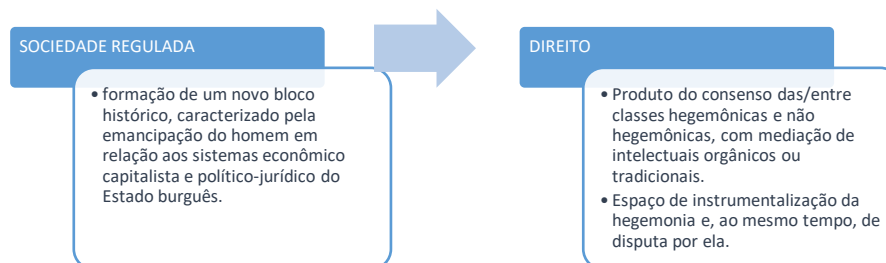 SOCIEDADE REGULADA
• formação de um novo bloco
histórico, caracterizado pela
emancipação do homem em
relação aos sistemas econômico
capitalista e político-jurídico do
Estado burguês.
DIREITO
• Produto do consenso das/entre
classes hegemônicas e não
hegemônicas, com mediação de
intelectuais orgânicos ou
tradicionais.
• Espaço de instrumentalização da
hegemonia e, ao mesmo tempo, de
disputa por ela.